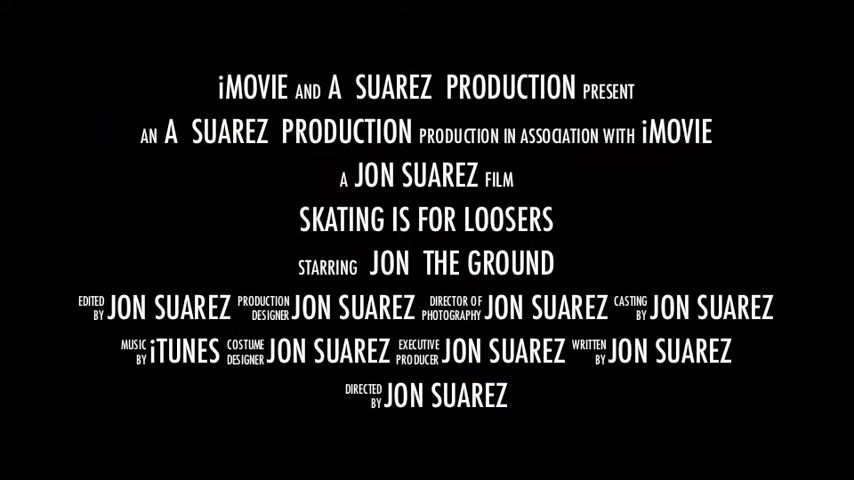 iMOVIE AND A SUAREZ PRODUCTION PRESENT
AN A SUAREZ PRODUCTION PRODUCTION IN ASSOCIATION WITH iMOVIE
A JON SUAREZ FILM
SKATING IS FOR LOOSERS
STARRING JON THE GROUND
EDITED BY JON SUAREZ PRODUCTION DESIGNER JON SUAREZ DIRECTOR OF PHOTOGRAPHY JON SUAREZ CASTING BY JON SUAREZ
MUSIC BY iTUNES COSTUME DESIGNER JON SUAREZ EXECUTIVE PRODUCER JON SUAREZ WRITTEN BY JON SUAREZ
DIRECTED BY JON SUAREZ